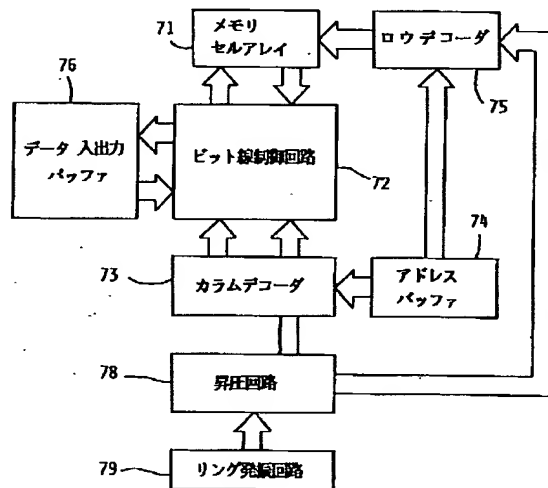 71
メモリ
セルアレイ
ロウデコーダ
75
76
データ入出力
バッファ
ビット線制御回路
72
74
73
カラムデコーダ
アドレス
バッファ
78
昇圧回路
79
リング発振回路